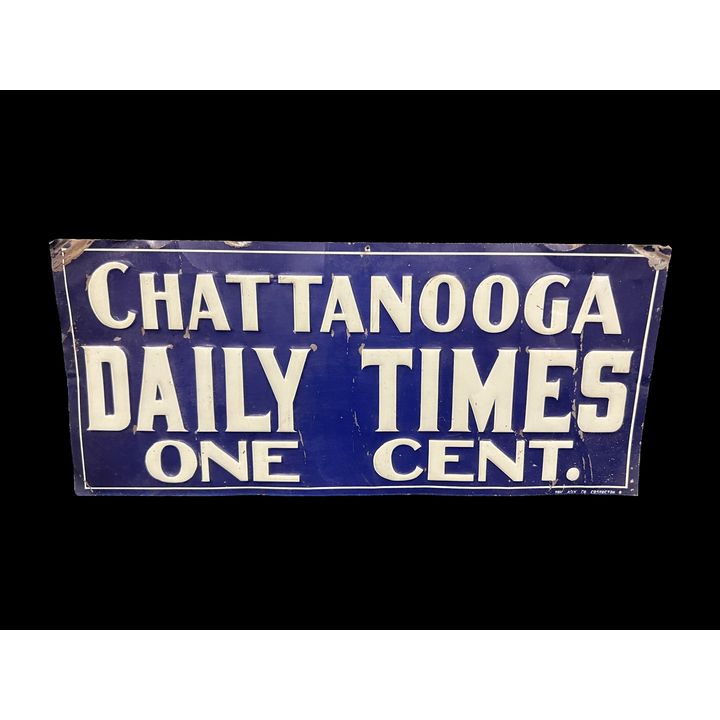 CHATTANOOGA
DAILY TIMES
ONE CENT.